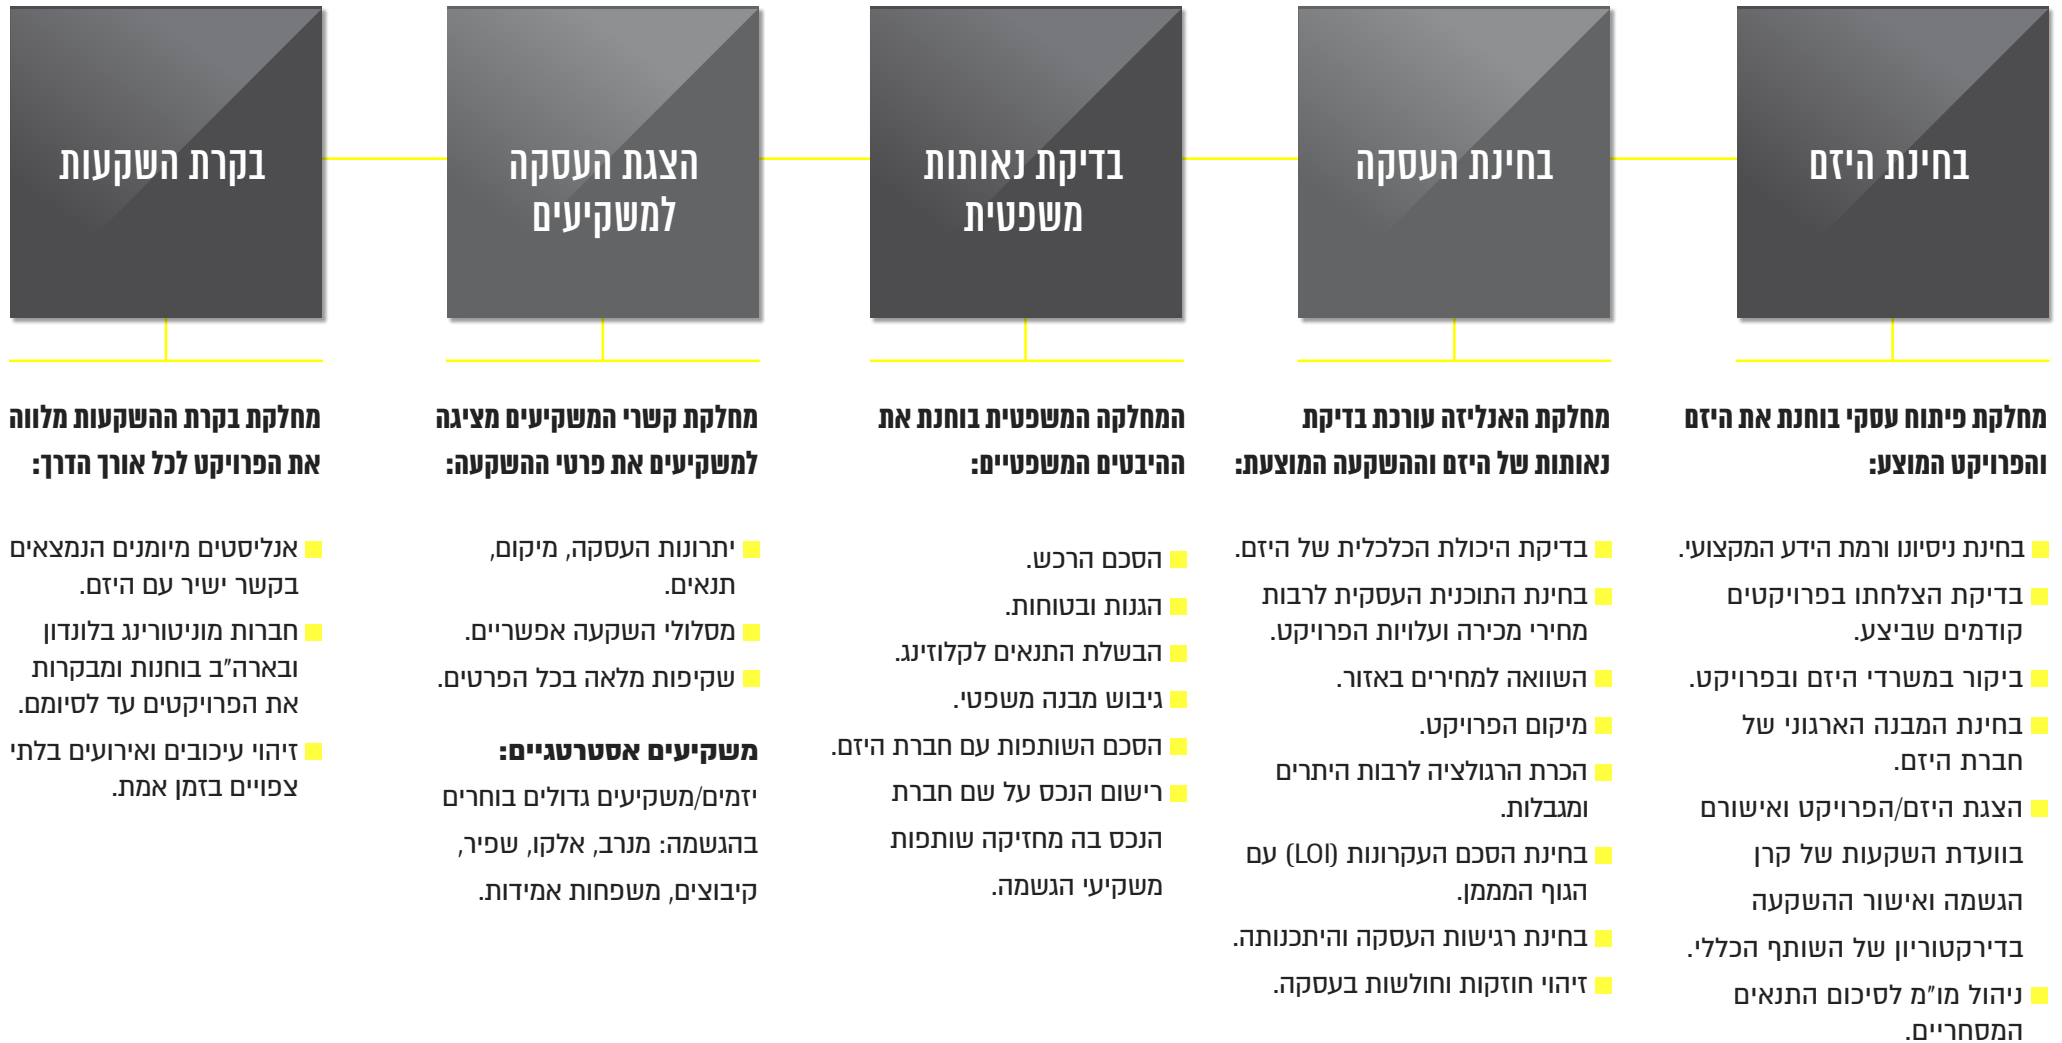 בחינת היזם
מחלקת פיתוח עסקי בוחנת את היזם
והפרויקט המוצע:
בחינת ניסיונו ורמת הידע המקצועי.
בדיקת הצלחתו בפרויקטים
קודמים שביצע.
ביקור במשרדי היזם ובפרויקט.
בחינת המבנה הארגוני של
חברת היזם.
הצגת היזם/הפרויקט ואישורם
בוועדת השקעות של קרן
הגשמה ואישור ההשקעה
בדירקטוריון של השותף הכללי.
ניהול מו"מ לסיכום התנאים
המסחריים.
בחינת העסקה
מחלקת האנליזה עורכת בדיקת
נאותות של היזם וההשקעה המוצעת:
בדיקת היכולת הכלכלית של היזם.
בחינת התוכנית העסקית לרבות
מחירי מכירה ועלויות הפרויקט.
השוואה למחירים באזור.
מיקום הפרויקט.
הכרת הרגולציה לרבות היתרים
ומגבלות.
בחינת הסכם העקרונות (LOI) עם
הגוף המממן.
בחינת רגישות העסקה והיתכנותה.
זיהוי חוזקות וחולשות בעסקה.
בדיקת נאותות
משפטית
המחלקה המשפטית בוחנת את
ההיבטים המשפטיים:
הסכם הרכש.
הגנות ובטוחות.
הבשלת התנאים לקלוזינג.
גיבוש מבנה משפטי.
הסכם השותפות עם חברת היזם.
רישום הנכס על שם חברת
הנכס בה מחזיקה שותפות
משקיעי הגשמה.
הצגת העסקה
למשקיעים
מחלקת קשרי המשקיעים מציגה
למשקיעים את פרטי ההשקעה:
יתרונות העסקה, מיקום,
תנאים.
מסלולי השקעה אפשריים.
שקיפות מלאה בכל הפרטים.
משקיעים אסטרטגיים:
יזמים/משקיעים גדולים בוחרים
בהגשמה: מנרב, אלקו, שפיר,
קיבוצים, משפחות אמידות.
בקרת השקעות
מחלקת בקרת ההשקעות מלווה
את הפרויקט לכל אורך הדרך:
אנליסטים מיומנים הנמצאים
בקשר ישיר עם היזם.
חברות מוניטורינג בלונדון
ובארה"ב בוחנות ומבקרות
את הפרויקטים עד לסיומם.
זיהוי עיכובים ואירועים בלתי
צפויים בזמן אמת.